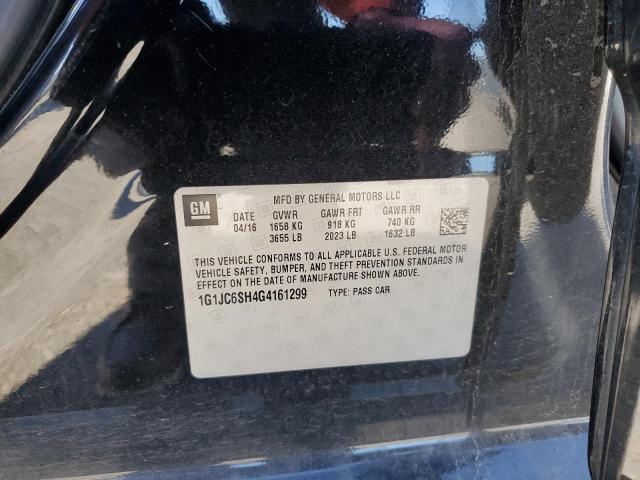 GM
MFD BY GENERAL MOTORS LLC
DATE GVWR GAWR FRT GAWR RR
04/16 1658 KG 918 KG 740 KG
3655 LB 2023 LB 1632 LB
THIS VEHICLE CONFORMS TO ALL APPLICABLE U.S. FEDERAL MOTOR
VEHICLE SAFETY, BUMPER, AND THEFT PREVENTION STANDARDS IN
EFFECT ON THE DATE OF MANUFACTURE SHOWN ABOVE.
1G1JC6SH4G4161299 TYPE: PASS CAR